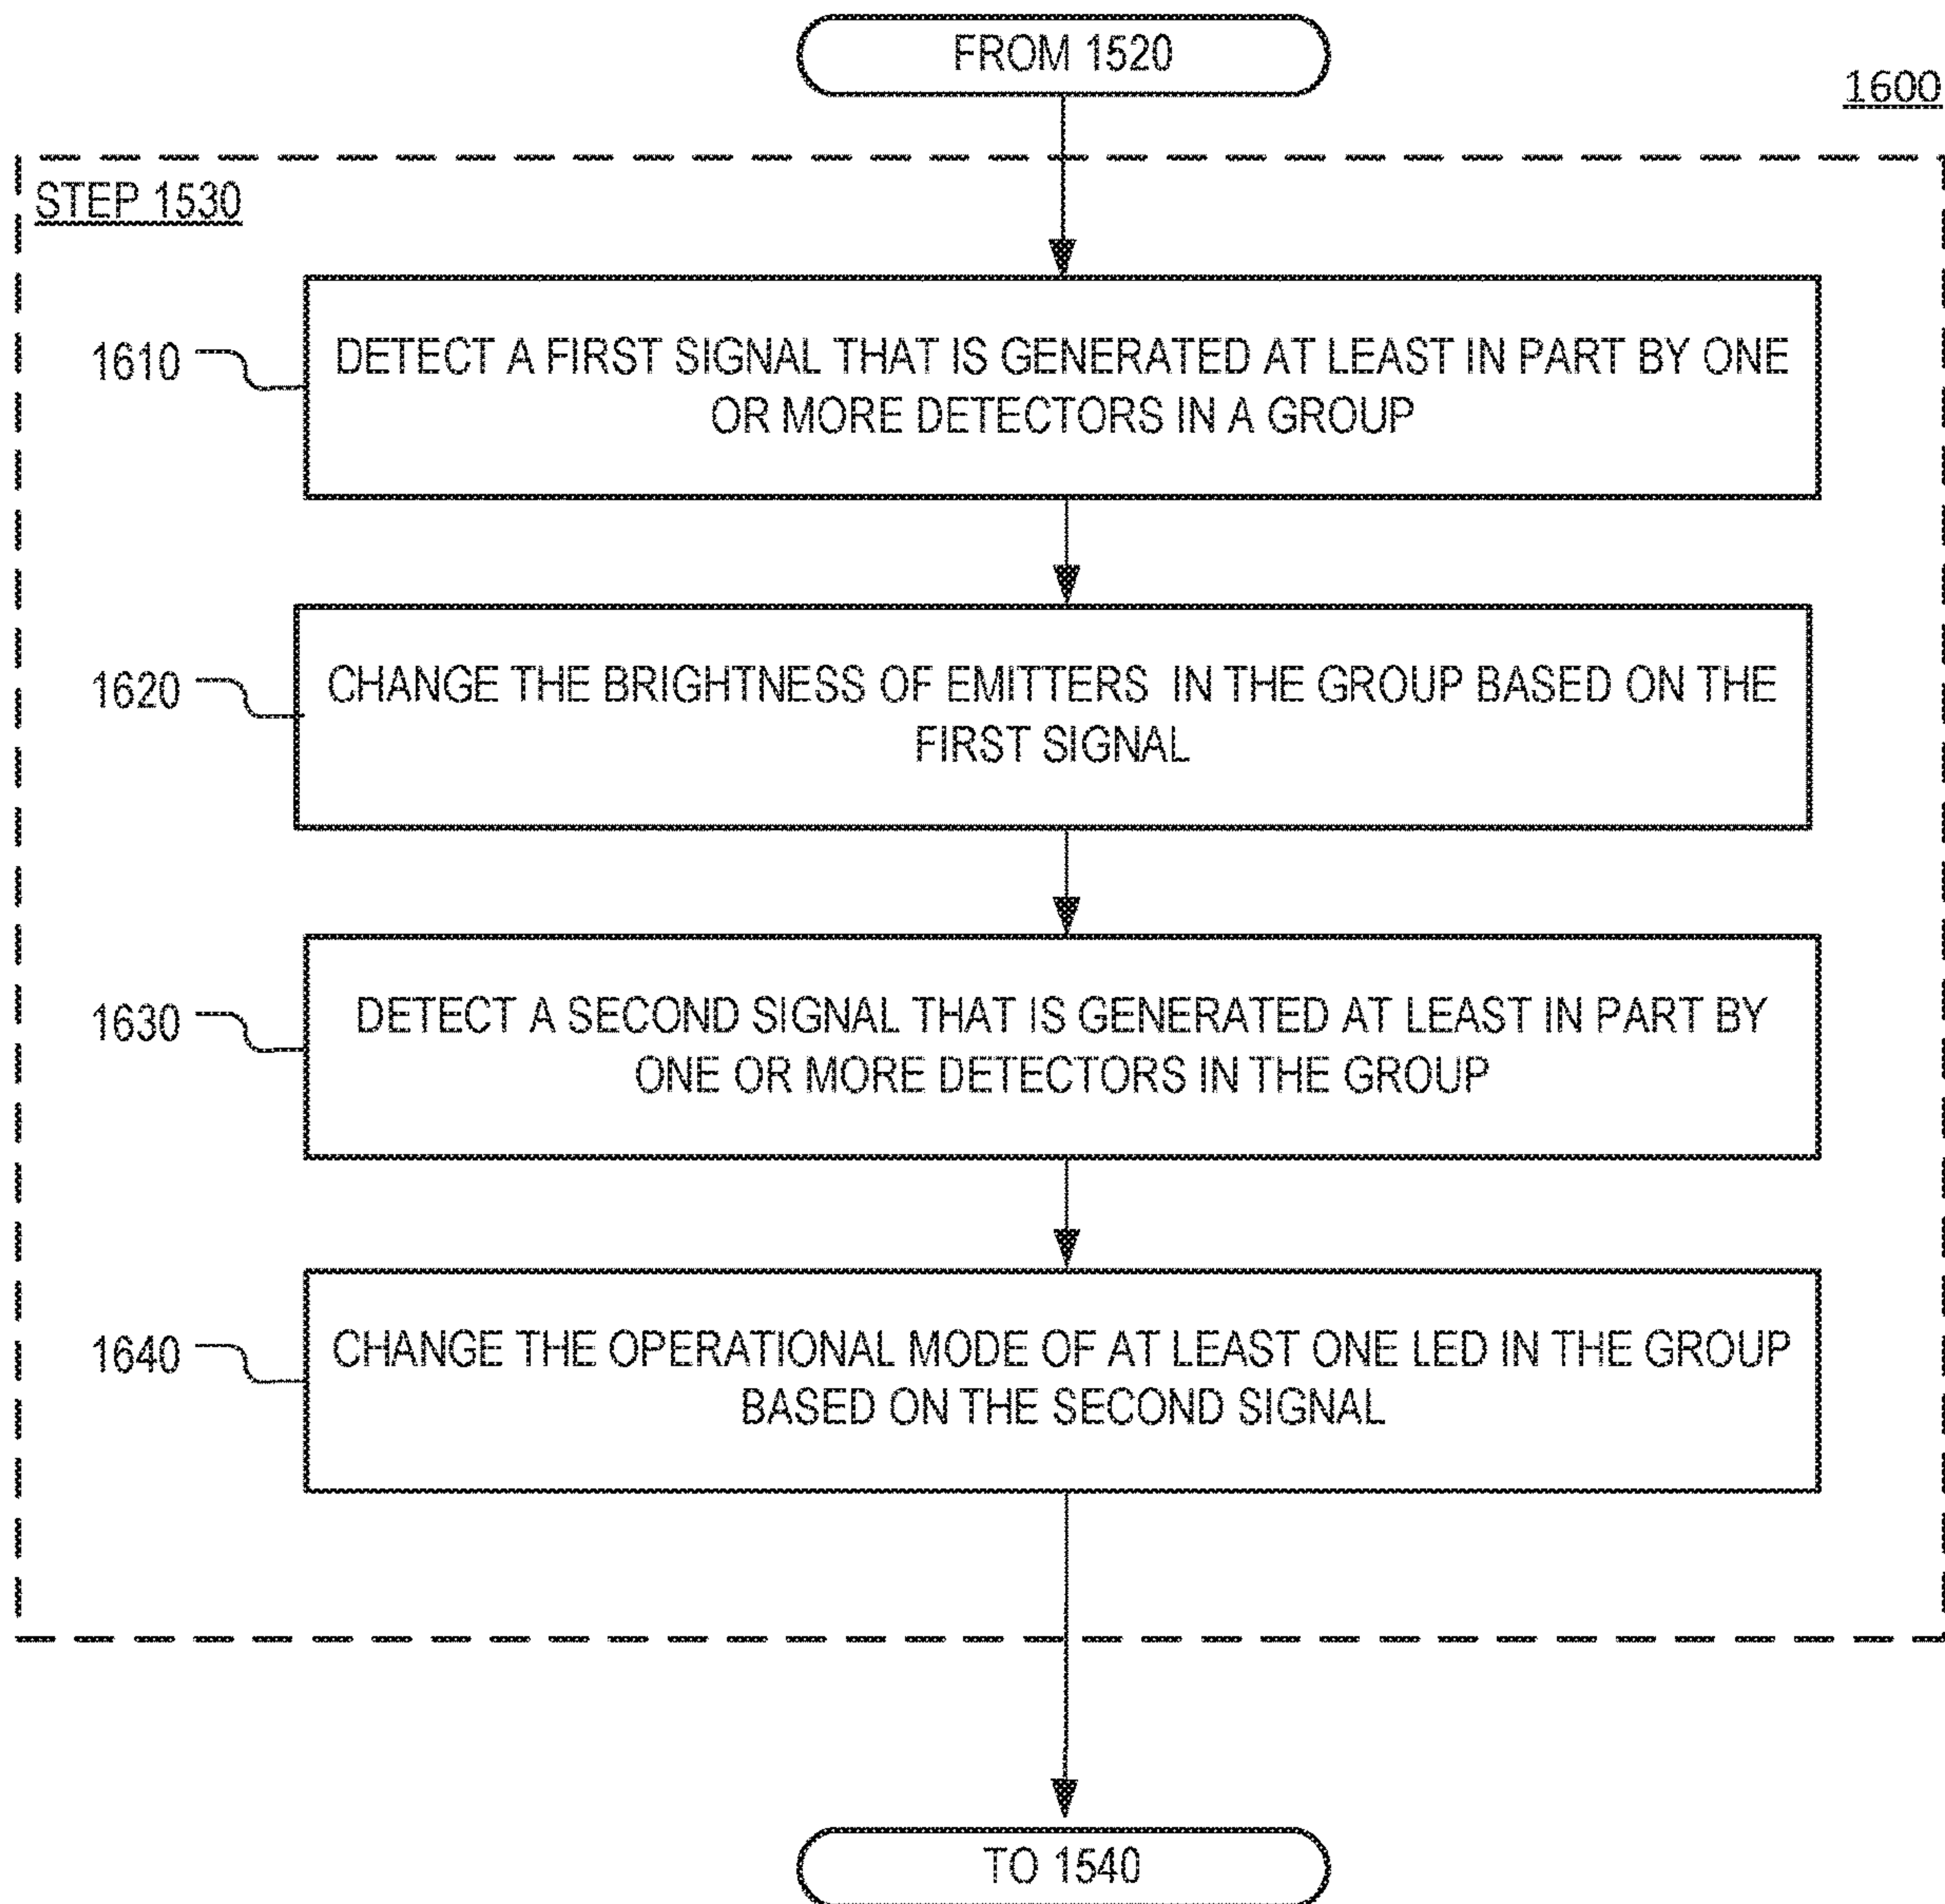 FROM 1520
1600
STEP 1530
1610
DETECT A FIRST SIGNAL THAT IS GENERATED AT LEAST IN PART BY ONE
OR MORE DETECTORS IN A GROUP
1620
CHANGE THE BRIGHTNESS OF EMITTERS IN THE GROUP BASED ON THE
FIRST SIGNAL
1630
DETECT A SECOND SIGNAL THAT IS GENERATED AT LEAST IN PART BY
ONE OR MORE DETECTORS IN THE GROUP
1640
CHANGE THE OPERATIONAL MODE OF AT LEAST ONE LED IN THE GROUP
BASED ON THE SECOND SIGNAL
TO 1540